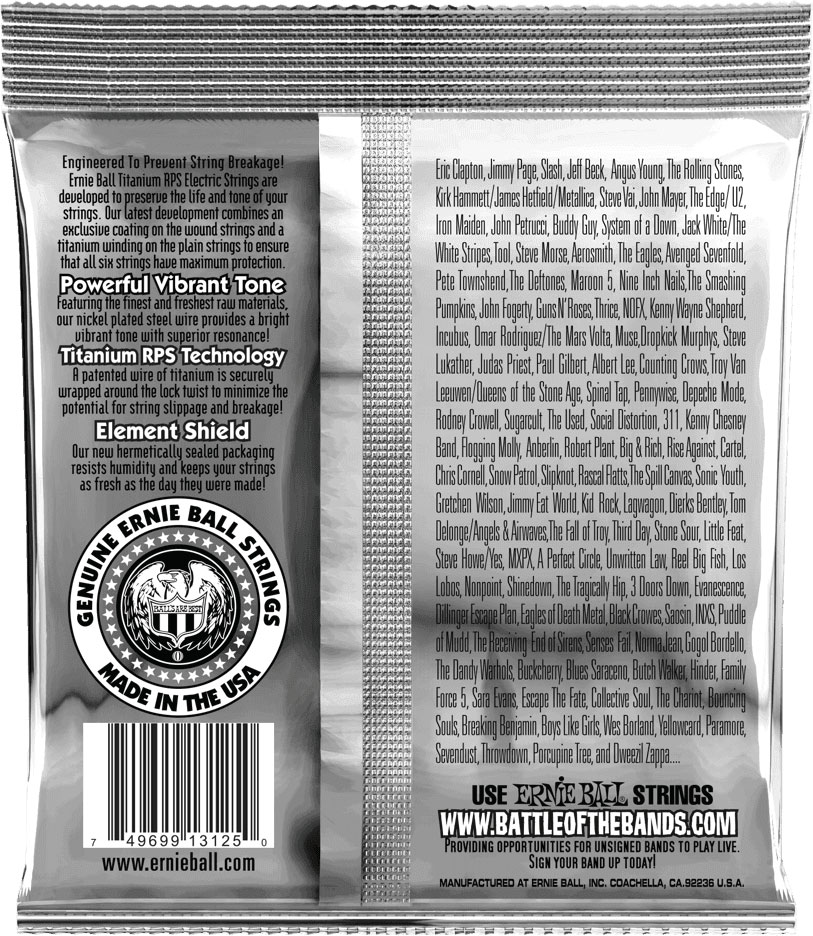 Engineered To Prevent String Breakage!
Ernie Ball Titanium RPS Electric Strings are
developed to preserve the life and tone of your
strings. Our latest development combines an
exclusive coating on the wound strings and a
titanium winding on the plain strings to ensure
that all six strings have maximum protection.
Powerful Vibrant Tone
Featuring the finest and freshest raw materials,
our nickel plated steel wire provides a bright
vibrant tone with superior resonance!
Titanium RPS Technology
A patented wire of titanium is securely
wrapped around the lock twist to minimize the
potential for string slippage and breakage!
Element Shield
Our new hermetically sealed packaging
resists humidity and keeps your strings
as fresh as the day they were made!
GENUINE ERNIE BALL STRINGS
BALLS ARE BEST
MADE IN THE USA
7 49699 13125 0
www.ernieball.com
Eric Clapton, Jimmy Page, Slash, Jeff Beck, Angus Young, The Rolling Stones,
Kirk Hammett/James Hetfield/Metallica, Steve Vai, John Mayer, The Edge/ U2,
Iron Maiden, John Petrucci, Buddy Guy, System of a Down, Jack White/The
White Stripes, Tool, Steve Morse, Aerosmith, The Eagles, Avenged Sevenfold,
Pete Townshend, The Deftones, Maroon 5, Nine Inch Nails, The Smashing
Pumpkins, John Fogerty, Guns N' Roses, Thrice, NOFX, Kenny Wayne Shepherd,
Incubus, Omar Rodriguez/The Mars Volta, Muse, Dropkick Murphys, Steve
Lukather, Judas Priest, Paul Gilbert, Albert Lee, Counting Crows, Troy Van
Leeuwen/Queens of the Stone Age, Spinal Tap, Pennywise, Depeche Mode,
Rodney Crowell, Sugarcult, The Used, Social Distortion, 311, Kenny Chesney
Band, Flogging Molly, Anberlin, Robert Plant, Big & Rich, Rise Against, Cartel,
Chris Cornell, Snow Patrol, Slipknot, Rascal Flatts, The Spill Canvas, Sonic Youth,
Gretchen Wilson, Jimmy Eat World, Kid Rock, Lagwagon, Dierks Bentley, Tom
Delonge/Angels & Airwaves, The Fall of Troy, Third Day, Stone Sour, Little Feat,
Steve Howe/Yes, MXPX, A Perfect Circle, Unwritten Law, Reel Big Fish, Los
Lobos, Nonpoint, Shinedown, The Tragically Hip, 3 Doors Down, Evanescence,
Dillinger Escape Plan, Eagles of Death Metal, Black Crowes, Saosin, INXS, Puddle
of Mudd, The Receiving End of Sirens, Senses Fail, Norma Jean, Gogol Bordello,
The Dandy Warhols, Buckcherry, Blues Saraceno, Butch Walker, Hinder, Family
Force 5, Sara Evans, Escape The Fate, Collective Soul, The Chariot, Bouncing
Souls, Breaking Benjamin, Boys Like Girls, Wes Borland, Yellowcard, Paramore,
Sevendust, Throwdown, Porcupine Tree, and Dweezil Zappa....
USE ERNIE BALL® STRINGS
WWW.BATTLEOFTHEBANDS.COM
PROVIDING OPPORTUNITIES FOR UNSIGNED BANDS TO PLAY LIVE.
SIGN YOUR BAND UP TODAY!
MANUFACTURED AT ERNIE BALL, INC. COACHELLA, CA. 92236 U.S.A.